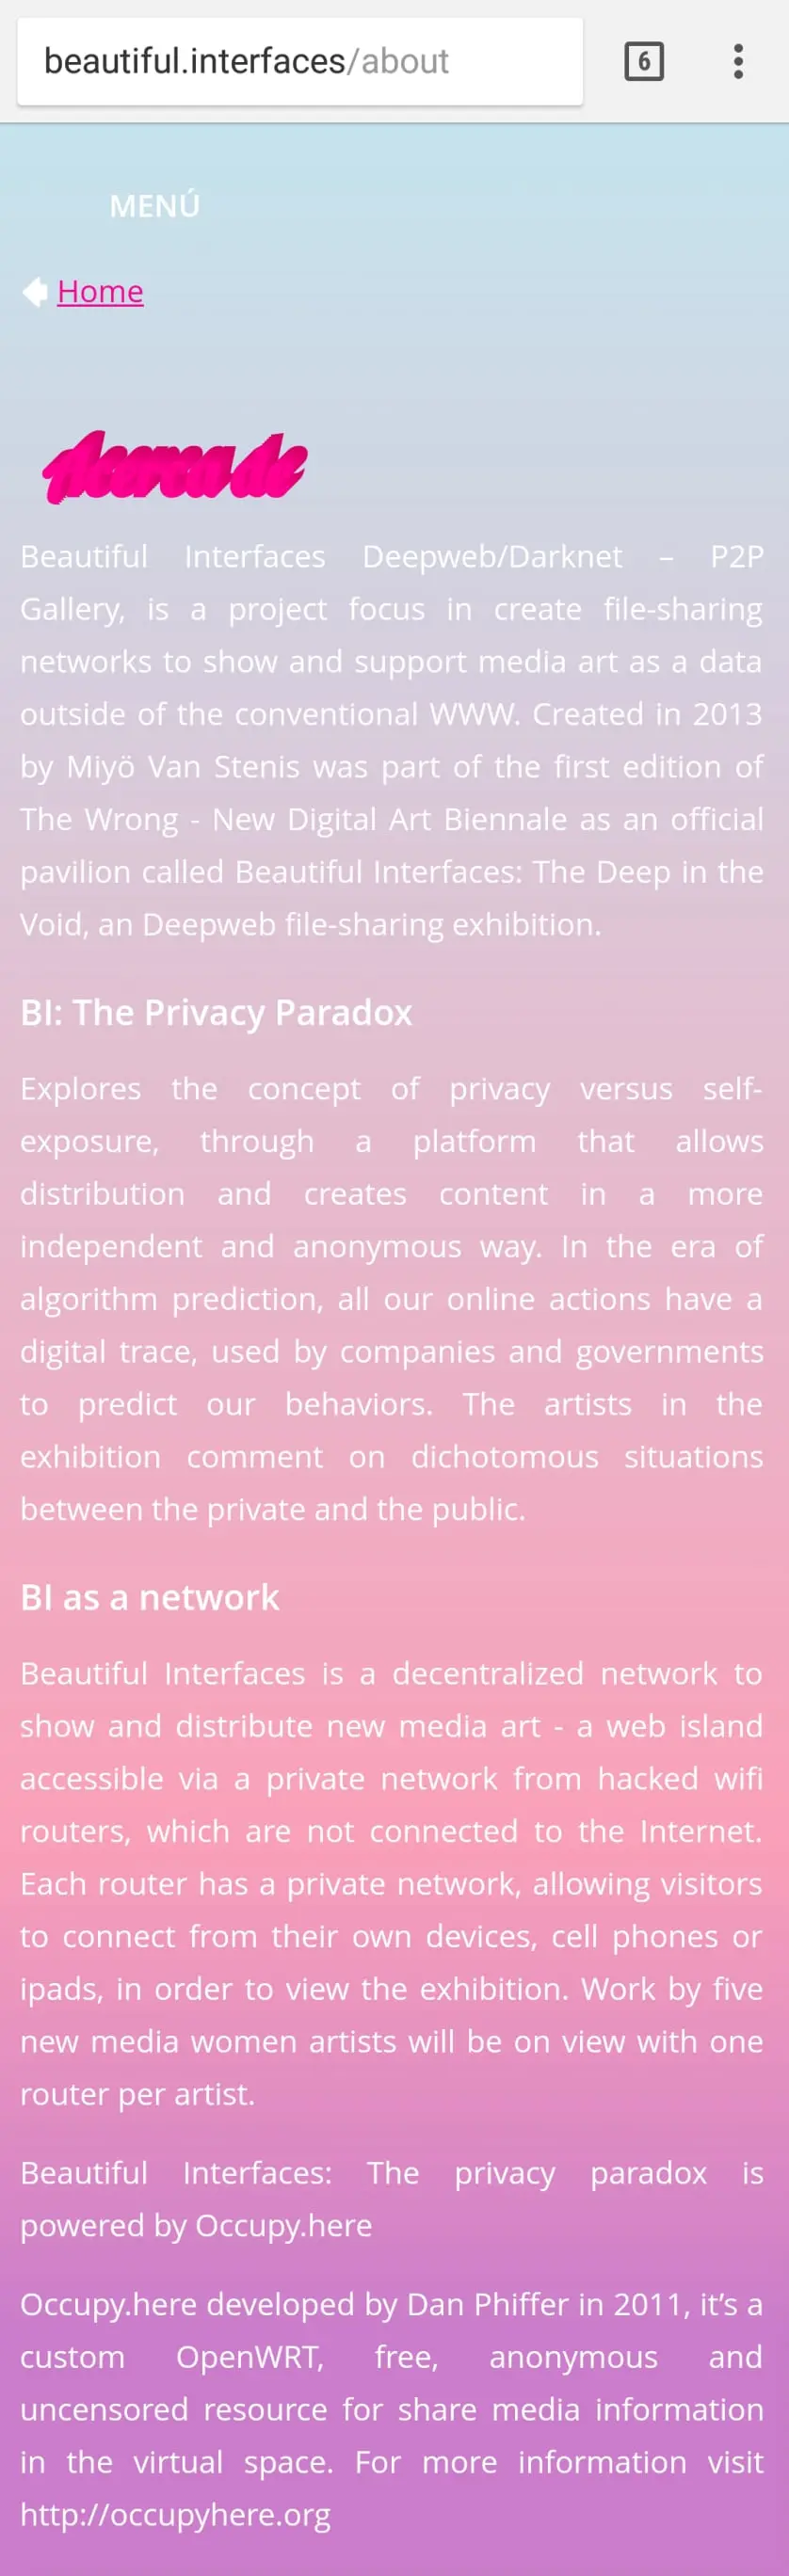 beautiful.interfaces/about
6
MENÚ
Home
Acerca de
Beautiful Interfaces Deepweb/Darknet – P2P
Gallery, is a project focus in create file-sharing
networks to show and support media art as a data
outside of the conventional WWW. Created in 2013
by Miyö Van Stenis was part of the first edition of
The Wrong - New Digital Art Biennale as an official
pavilion called Beautiful Interfaces: The Deep in the
Void, an Deepweb file-sharing exhibition.
BI: The Privacy Paradox
Explores the concept of privacy versus self-
exposure, through a platform that allows
distribution and creates content in a more
independent and anonymous way. In the era of
algorithm prediction, all our online actions have a
digital trace, used by companies and governments
to predict our behaviors. The artists in the
exhibition comment on dichotomous situations
between the private and the public.
BI as a network
Beautiful Interfaces is a decentralized network to
show and distribute new media art - a web island
accessible via a private network from hacked wifi
routers, which are not connected to the Internet.
Each router has a private network, allowing visitors
to connect from their own devices, cell phones or
ipads, in order to view the exhibition. Work by five
new media women artists will be on view with one
router per artist.
Beautiful Interfaces: The privacy paradox is
powered by Occupy.here
Occupy.here developed by Dan Phiffer in 2011, it’s a
custom OpenWRT, free, anonymous and
uncensored resource for share media information
in the virtual space. For more information visit
http://occupyhere.org